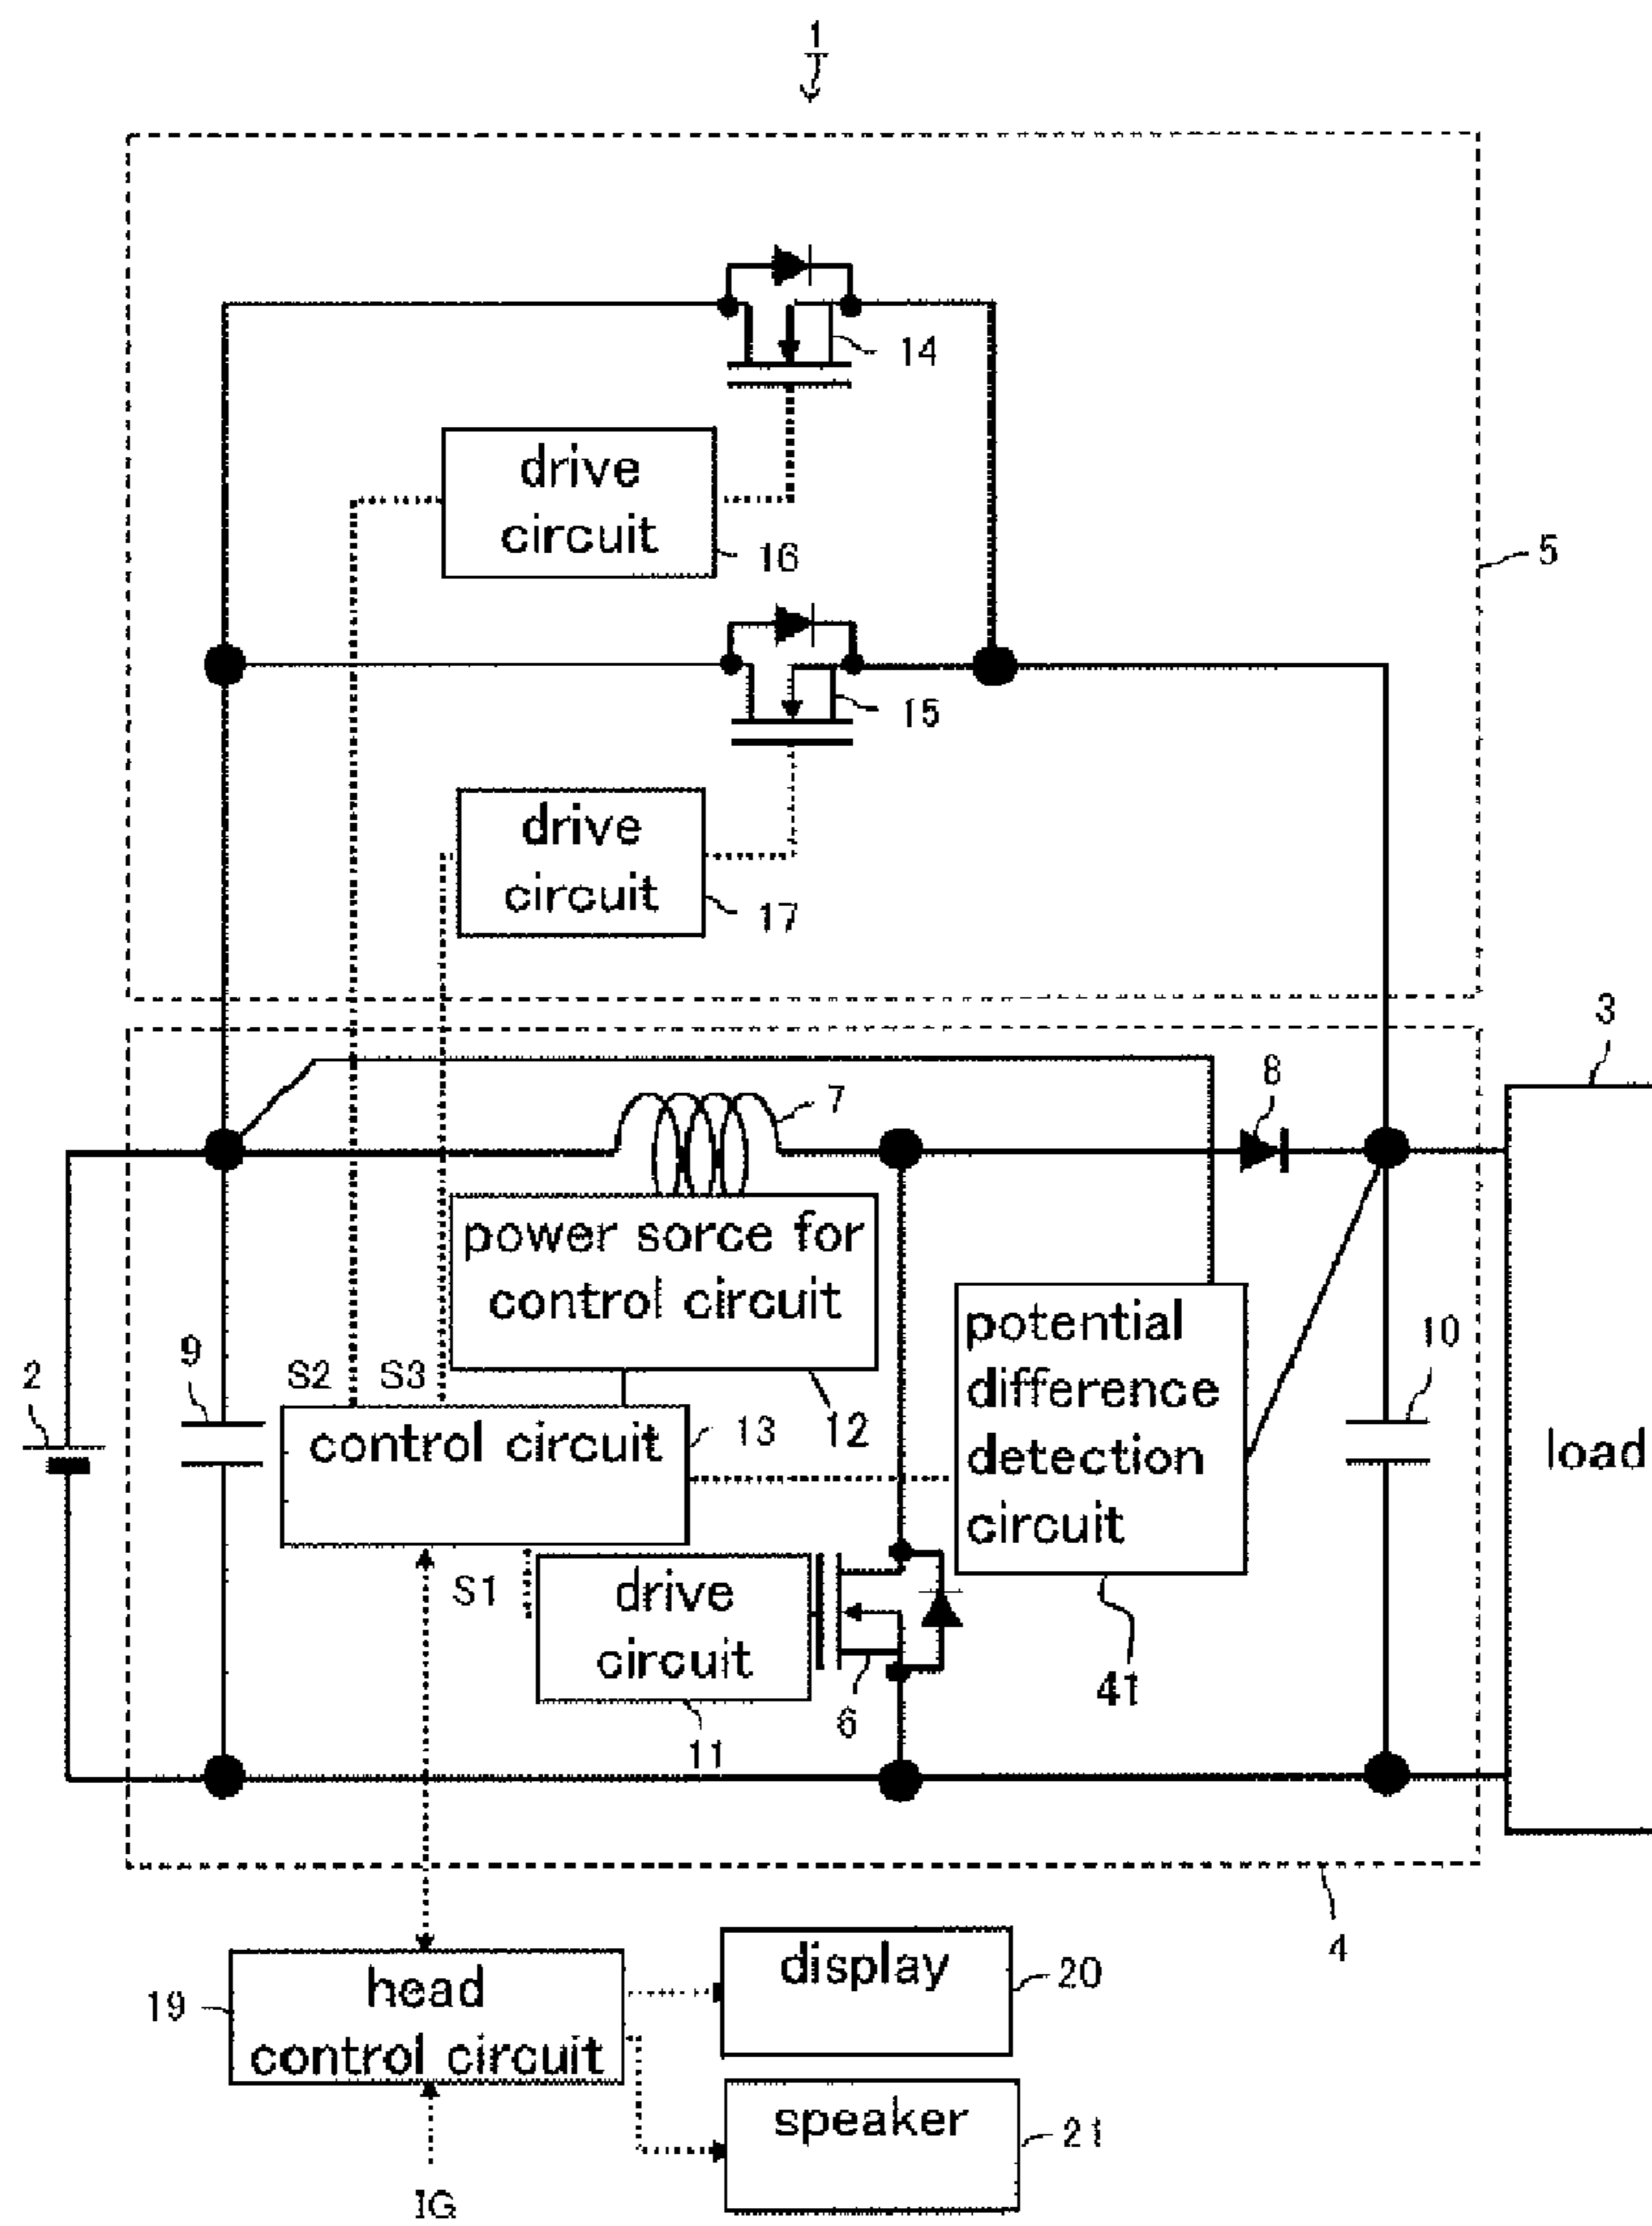 1
14
drive
circuit
16
5
15
drive
circuit
17
3
8
7
power sorce for
control circuit
potential
difference
detection
circuit
10
9
2
S2
S3
control circuit
13
12
load
S1
drive
circuit
6
41
11
4
head
control circuit
19
display
20
speaker
21
IG